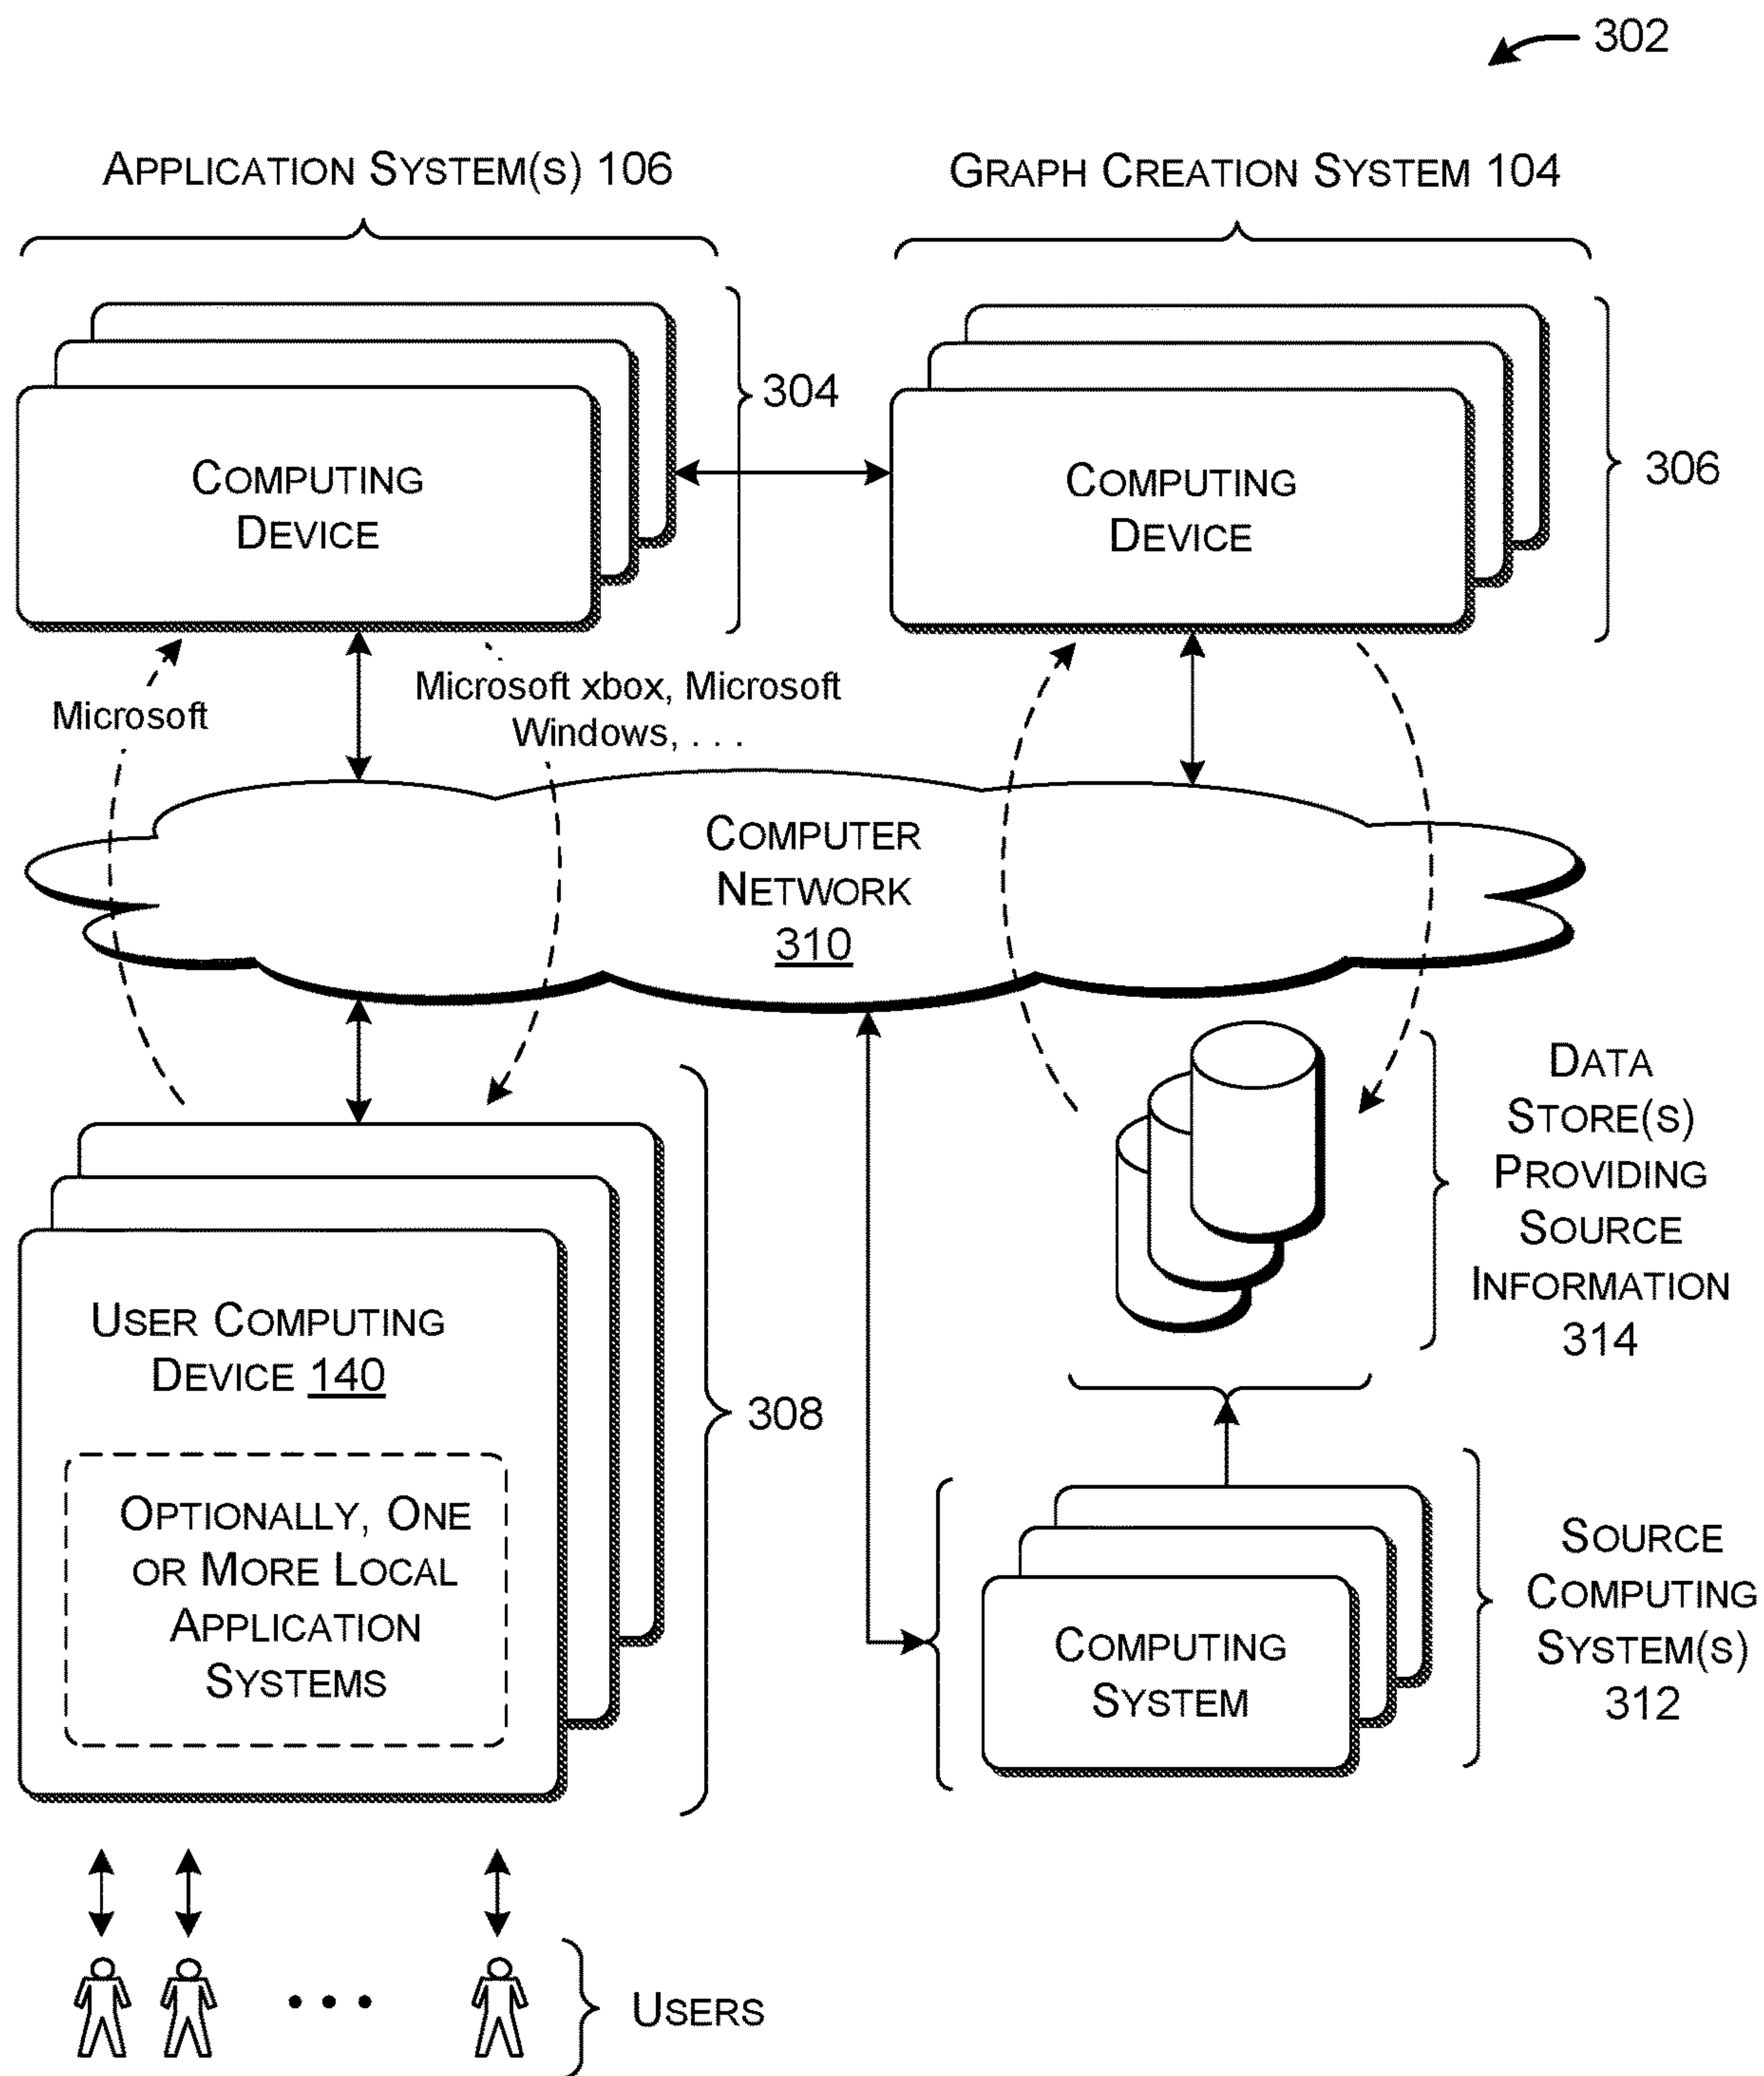 302
APPLICATION SYSTEM(S) 106
GRAPH CREATION SYSTEM 104
304
COMPUTING
DEVICE
COMPUTING
DEVICE
306
Microsoft
Microsoft xbox, Microsoft
Windows, . . .
COMPUTER
NETWORK
310
DATA
STORE(S)
PROVIDING
SOURCE
INFORMATION
314
USER COMPUTING
DEVICE 140
308
OPTIONALLY, ONE
OR MORE LOCAL
APPLICATION
SYSTEMS
COMPUTING
SYSTEM
SOURCE
COMPUTING
SYSTEM(S)
312
USERS